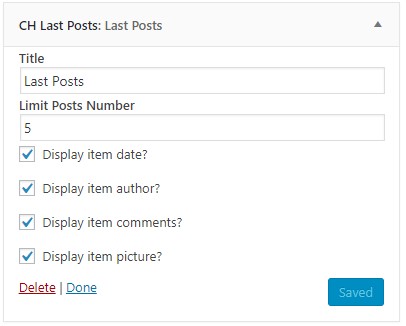 CH Last Posts: Last Posts
Title
Last Posts
Limit Posts Number
5
Display item date?
Display item author?
Display item comments?
Display item picture?
Delete | Done
Saved